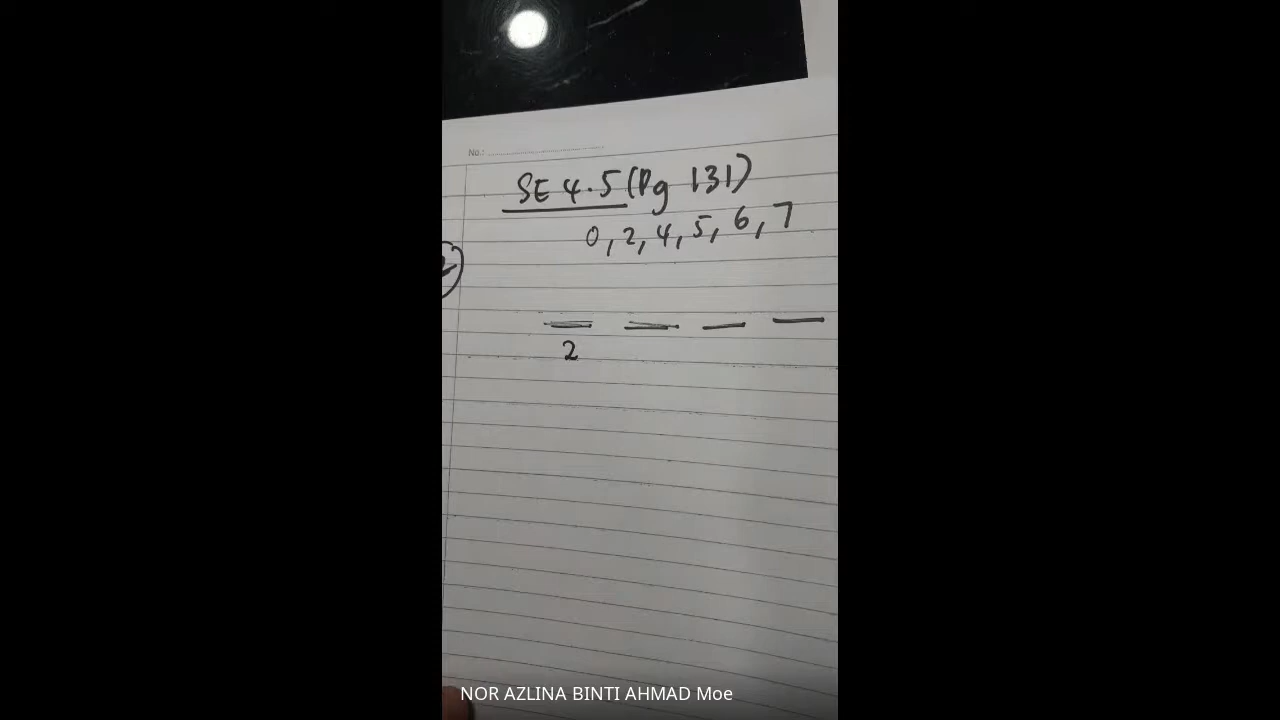 No.:
SE 4.5 (Pg 131)
0, 2, 4, 5, 6, 7
2
NOR AZLINA BINTI AHMAD Moe